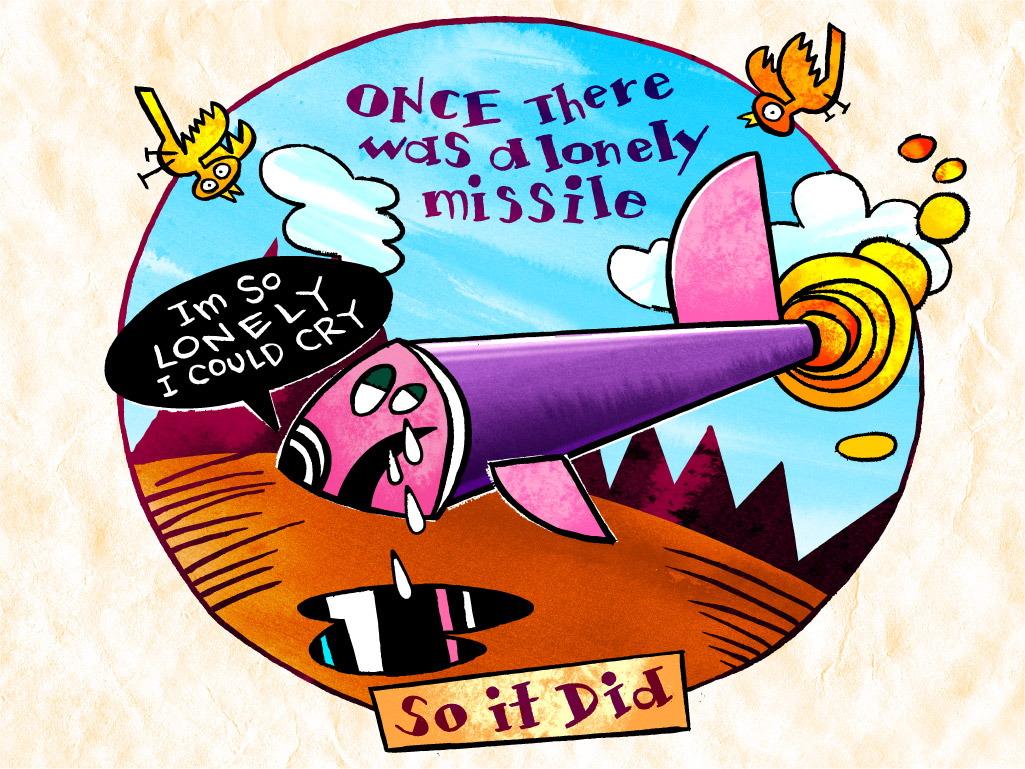 ONCE There
was a lonely
missile
Im So
LONELY
I COULD CRY
So it Did